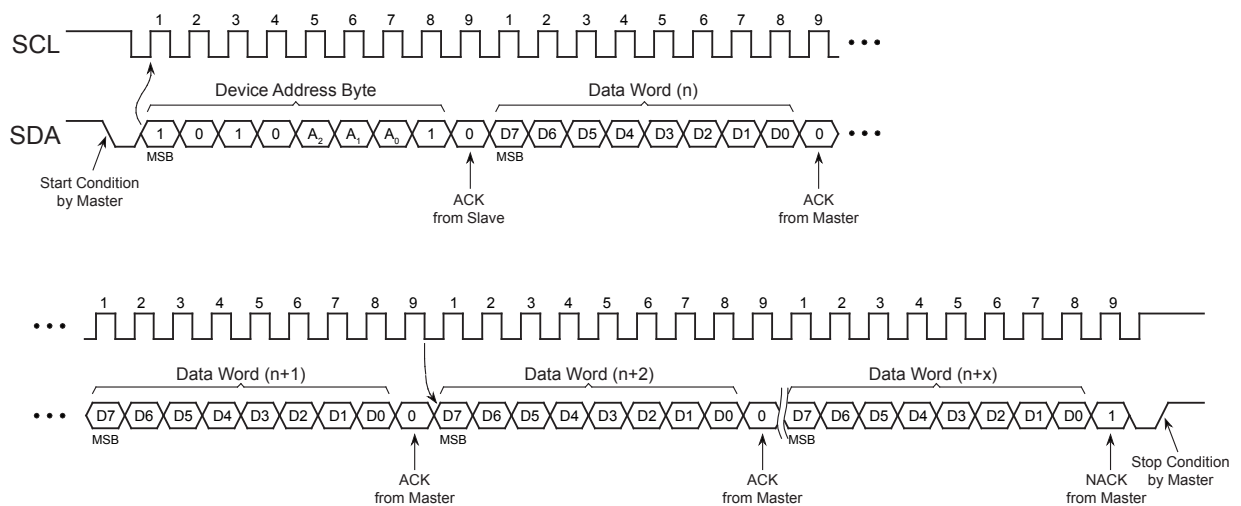 1 2 3 4 5 6 7 8 9 1 2 3 4 5 6 7 8 9
SCL
Device Address Byte Data Word (n)
SDA 1 0 1 0 A2 A1 A0 1 0 D7 D6 D5 D4 D3 D2 D1 D0 0
MSB MSB
Start Condition
by Master
ACK
from Slave
ACK
from Master
1 2 3 4 5 6 7 8 9 1 2 3 4 5 6 7 8 9 1 2 3 4 5 6 7 8 9
Data Word (n+1) Data Word (n+2) Data Word (n+x)
D7 D6 D5 D4 D3 D2 D1 D0 0 D7 D6 D5 D4 D3 D2 D1 D0 0 D7 D6 D5 D4 D3 D2 D1 D0 1
MSB MSB MSB
ACK
from Master
ACK
from Master
NACK
from Master
Stop Condition
by Master